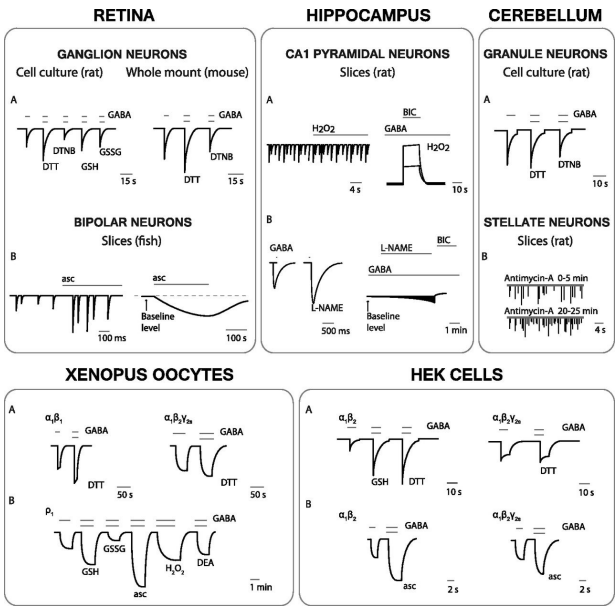 RETINA
GANGLION NEURONS
Cell culture (rat) Whole mount (mouse)
A
GABA
DTT
DTNB
GSH
GSSG
15 s
GABA
DTT
DTNB
15 s
BIPOLAR NEURONS
Slices (fish)
B
asc
100 ms
asc
Baseline
level
100 s
HIPPOCAMPUS
CA1 PYRAMIDAL NEURONS
Slices (rat)
A
H2O2
4 s
BIC
GABA
H2O2
10 s
B
GABA
L-NAME
500 ms
BIC
L-NAME
GABA
Baseline
level
1 min
CEREBELLUM
GRANULE NEURONS
Cell culture (rat)
A
GABA
DTT
DTNB
10 s
STELLATE NEURONS
Slices (rat)
B
Antimycin-A 0-5 min
Antimycin-A 20-25 min
4 s
XENOPUS OOCYTES
A
α₁β₁
GABA
DTT
50 s
α₁β₂γ₂ₛ
GABA
DTT
50 s
B
ρ₁
GABA
GSH
GSSG
asc
H₂O₂
DEA
1 min
HEK CELLS
A
α₁β₂
GABA
GSH
DTT
10 s
α₁β₂γ₂ₛ
GABA
DTT
10 s
B
α₁β₂
GABA
asc
2 s
α₁β₂γ₂ₛ
GABA
asc
2 s